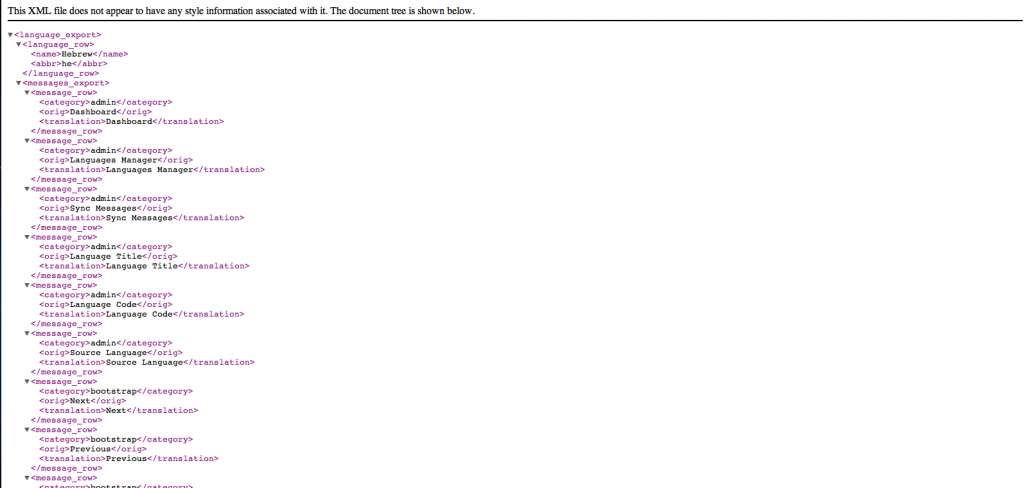 This XML file does not appear to have any style information associated with it. The document tree is shown below.
▼<language_export>
▼<language_row>
<name>Hebrew</name>
<abbr>he</abbr>
</language_row>
▼<messages_export>
▼<message_row>
<category>admin</category>
<orig>Dashboard</orig>
<translation>Dashboard</translation>
</message_row>
▼<message_row>
<category>admin</category>
<orig>Languages Manager</orig>
<translation>Languages Manager</translation>
</message_row>
▼<message_row>
<category>admin</category>
<orig>Sync Messages</orig>
<translation>Sync Messages</translation>
</message_row>
▼<message_row>
<category>admin</category>
<orig>Language Title</orig>
<translation>Language Title</translation>
</message_row>
▼<message_row>
<category>admin</category>
<orig>Language Code</orig>
<translation>Language Code</translation>
</message_row>
▼<message_row>
<category>admin</category>
<orig>Source Language</orig>
<translation>Source Language</translation>
</message_row>
▼<message_row>
<category>bootstrap</category>
<orig>Next</orig>
<translation>Next</translation>
</message_row>
▼<message_row>
<category>bootstrap</category>
<orig>Previous</orig>
<translation>Previous</translation>
</message_row>
▼<message_row>
<category>bootstrap</category>